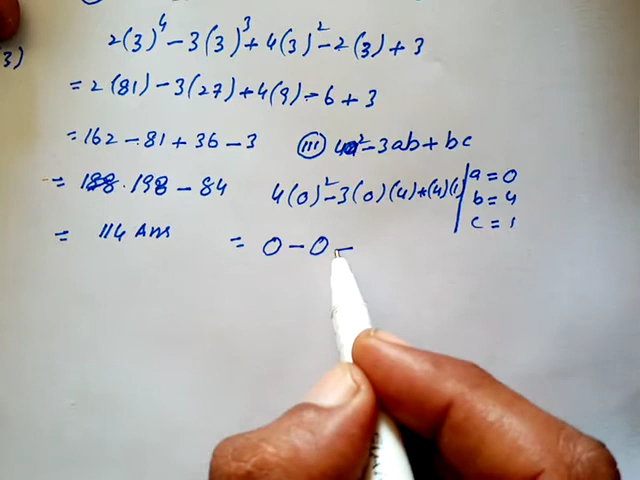 3)
2(3)⁴ - 3(3)³ + 4(3)² - 2(3) + 3
= 2(81) - 3(27) + 4(9) - 6 + 3
= 162 - 81 + 36 - 3
= 198 - 84
= 114 Ans
(iii) 4a² - 3ab + bc
a = 0
b = 4
c = 1
4(0)² - 3(0)(4) + (4)(1)
= 0 - 0 -